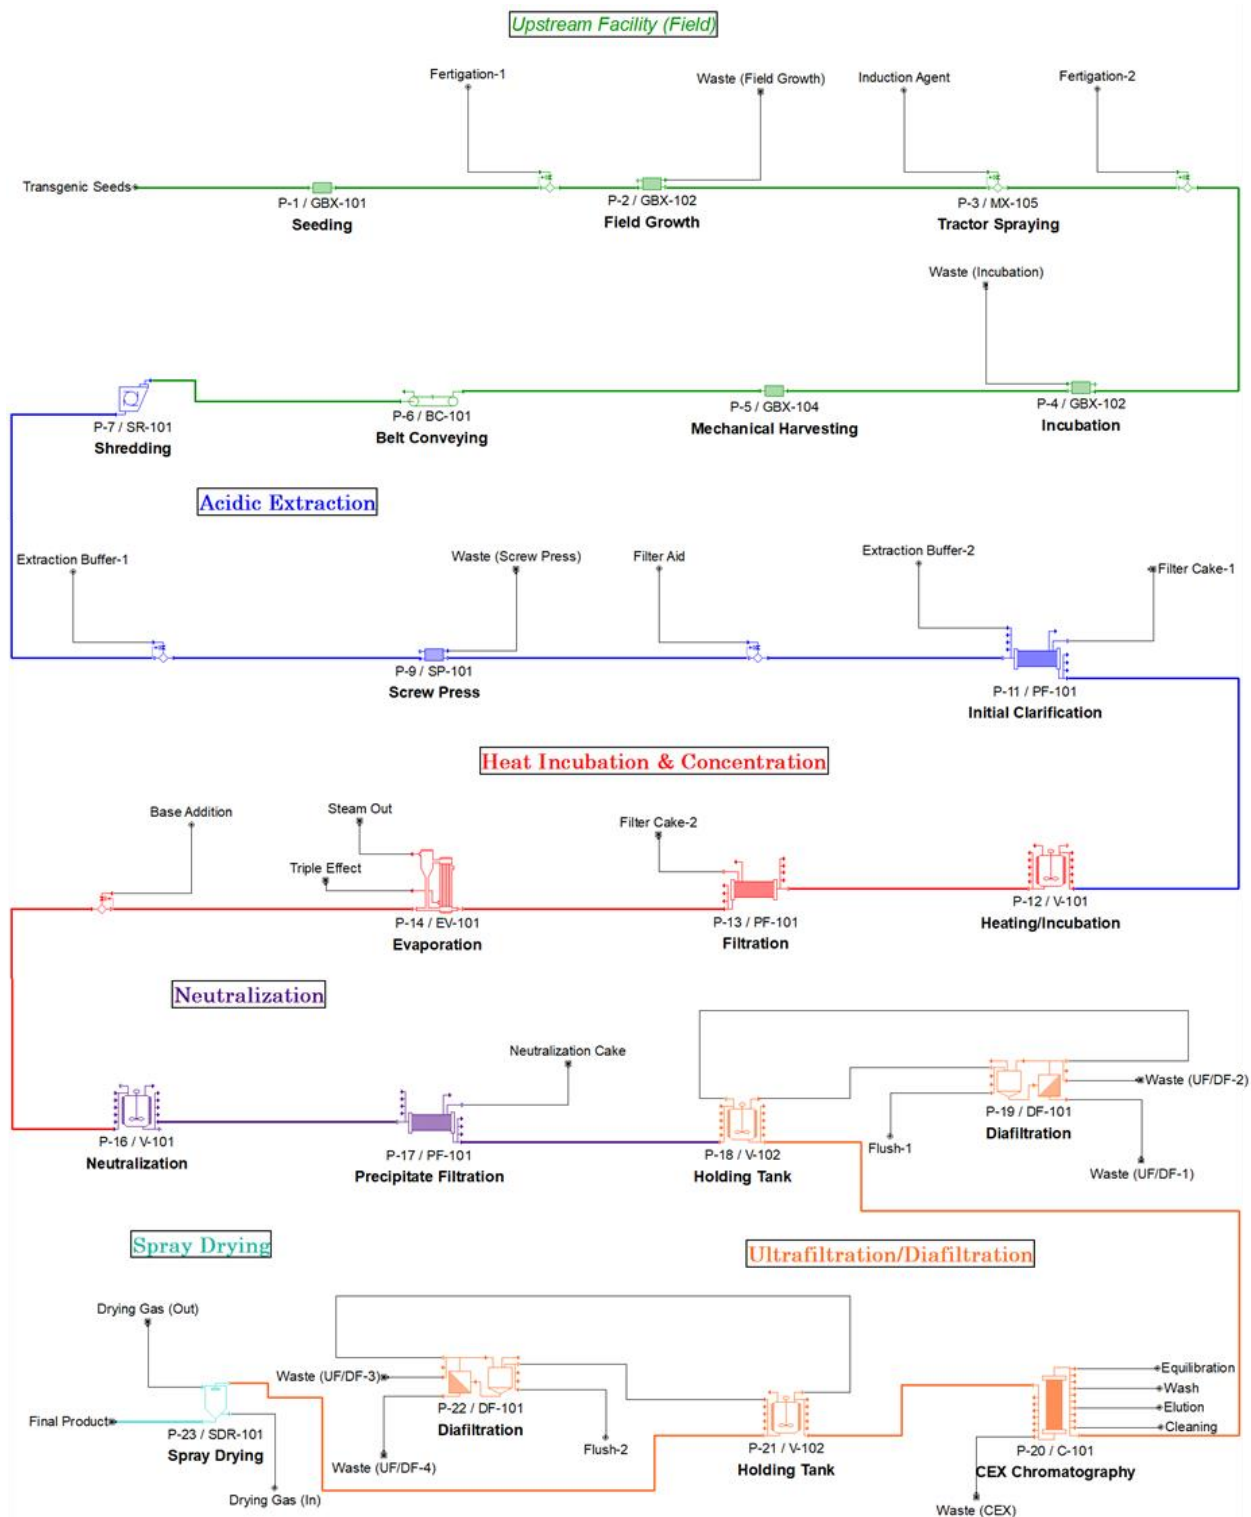 Upstream Facility (Field)
Fertigation-1
Waste (Field Growth)
Induction Agent
Fertigation-2
Transgenic Seeds
P-1 / GBX-101
Seeding
P-2 / GBX-102
Field Growth
P-3 / MX-105
Tractor Spraying
Waste (Incubation)
P-7 / SR-101
Shredding
P-6 / BC-101
Belt Conveying
P-5 / GBX-104
Mechanical Harvesting
P-4 / GBX-102
Incubation
Acidic Extraction
Extraction Buffer-1
Waste (Screw Press)
Filter Aid
Extraction Buffer-2
Filter Cake-1
P-9 / SP-101
Screw Press
P-11 / PF-101
Initial Clarification
Heat Incubation & Concentration
Base Addition
Steam Out
Triple Effect
Filter Cake-2
P-14 / EV-101
Evaporation
P-13 / PF-101
Filtration
P-12 / V-101
Heating/Incubation
Neutralization
Neutralization Cake
Waste (UF/DF-2)
P-16 / V-101
Neutralization
P-17 / PF-101
Precipitate Filtration
P-18 / V-102
Holding Tank
Flush-1
P-19 / DF-101
Diafiltration
Waste (UF/DF-1)
Spray Drying
Ultrafiltration/Diafiltration
Drying Gas (Out)
Waste (UF/DF-3)
Final Product
P-23 / SDR-101
Spray Drying
Drying Gas (In)
P-22 / DF-101
Diafiltration
Waste (UF/DF-4)
Flush-2
P-21 / V-102
Holding Tank
Equilibration
Wash
Elution
Cleaning
P-20 / C-101
CEX Chromatography
Waste (CEX)